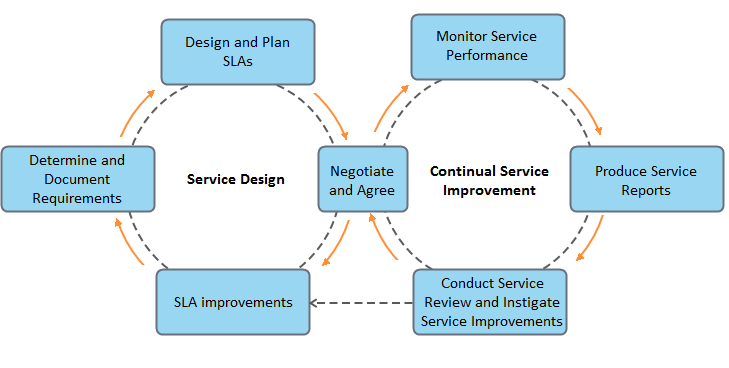 Design and Plan
SLAs
Monitor Service
Performance
Determine and
Document
Requirements
Service Design
Negotiate
and Agree
Continual Service
Improvement
Produce Service
Reports
SLA improvements
Conduct Service
Review and Instigate
Service Improvements